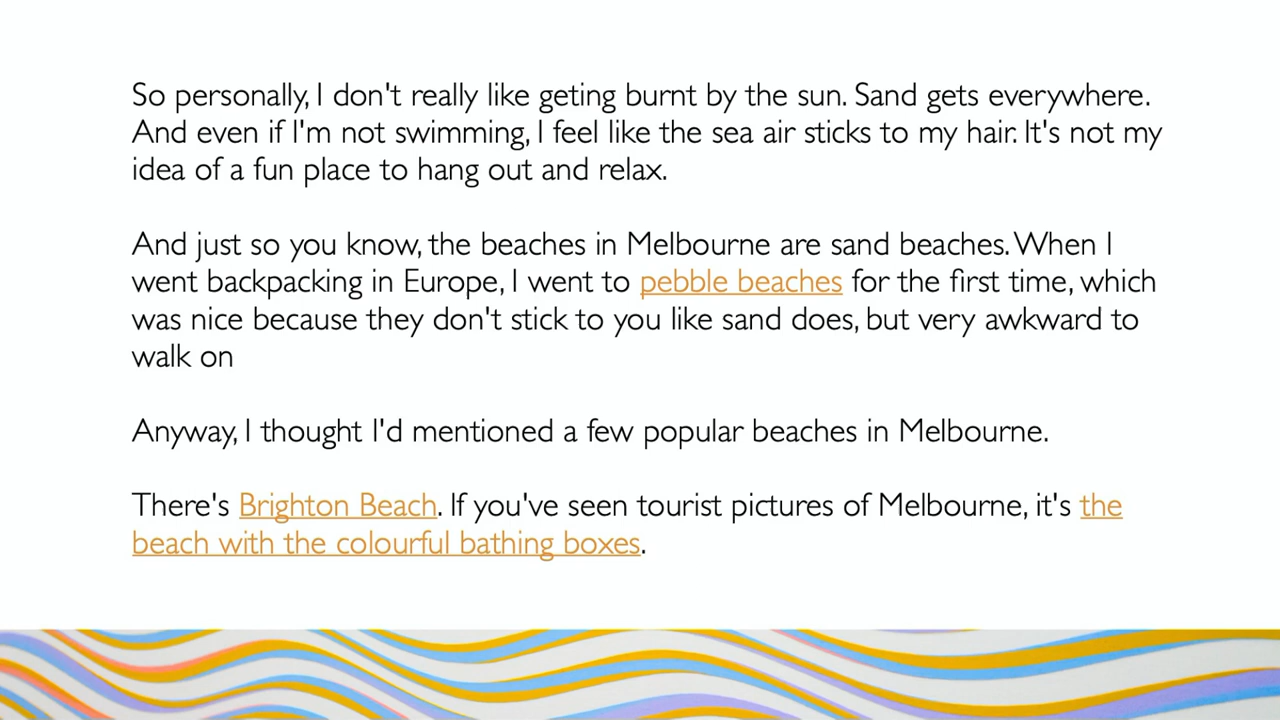 So personally, I don't really like geting burnt by the sun. Sand gets everywhere.
And even if I'm not swimming, I feel like the sea air sticks to my hair. It's not my
idea of a fun place to hang out and relax.
And just so you know, the beaches in Melbourne are sand beaches. When I
went backpacking in Europe, I went to pebble beaches for the first time, which
was nice because they don't stick to you like sand does, but very awkward to
walk on
Anyway, I thought I'd mentioned a few popular beaches in Melbourne.
There's Brighton Beach. If you've seen tourist pictures of Melbourne, it's the
beach with the colourful bathing boxes.